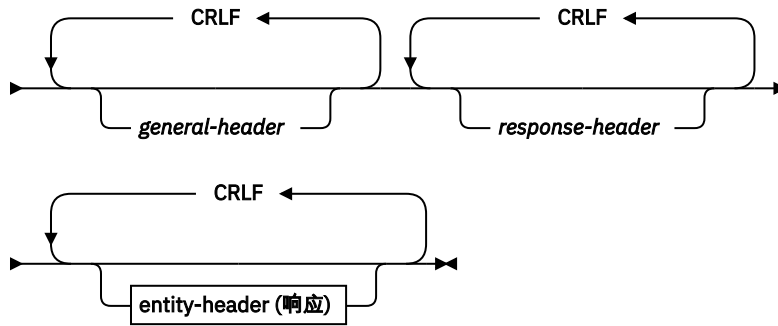 CRLF CRLF
general-header response-header
CRLF
entity-header (响应)